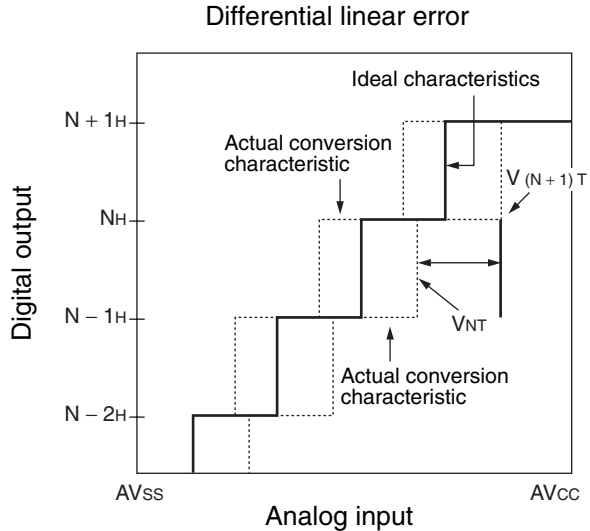 Differential linear error
Ideal characteristics
N + 1H
Actual conversion
characteristic
V (N + 1) T
NH
Digital output
N – 1H
VNT
Actual conversion
characteristic
N – 2H
AVSS
AVCC
Analog input